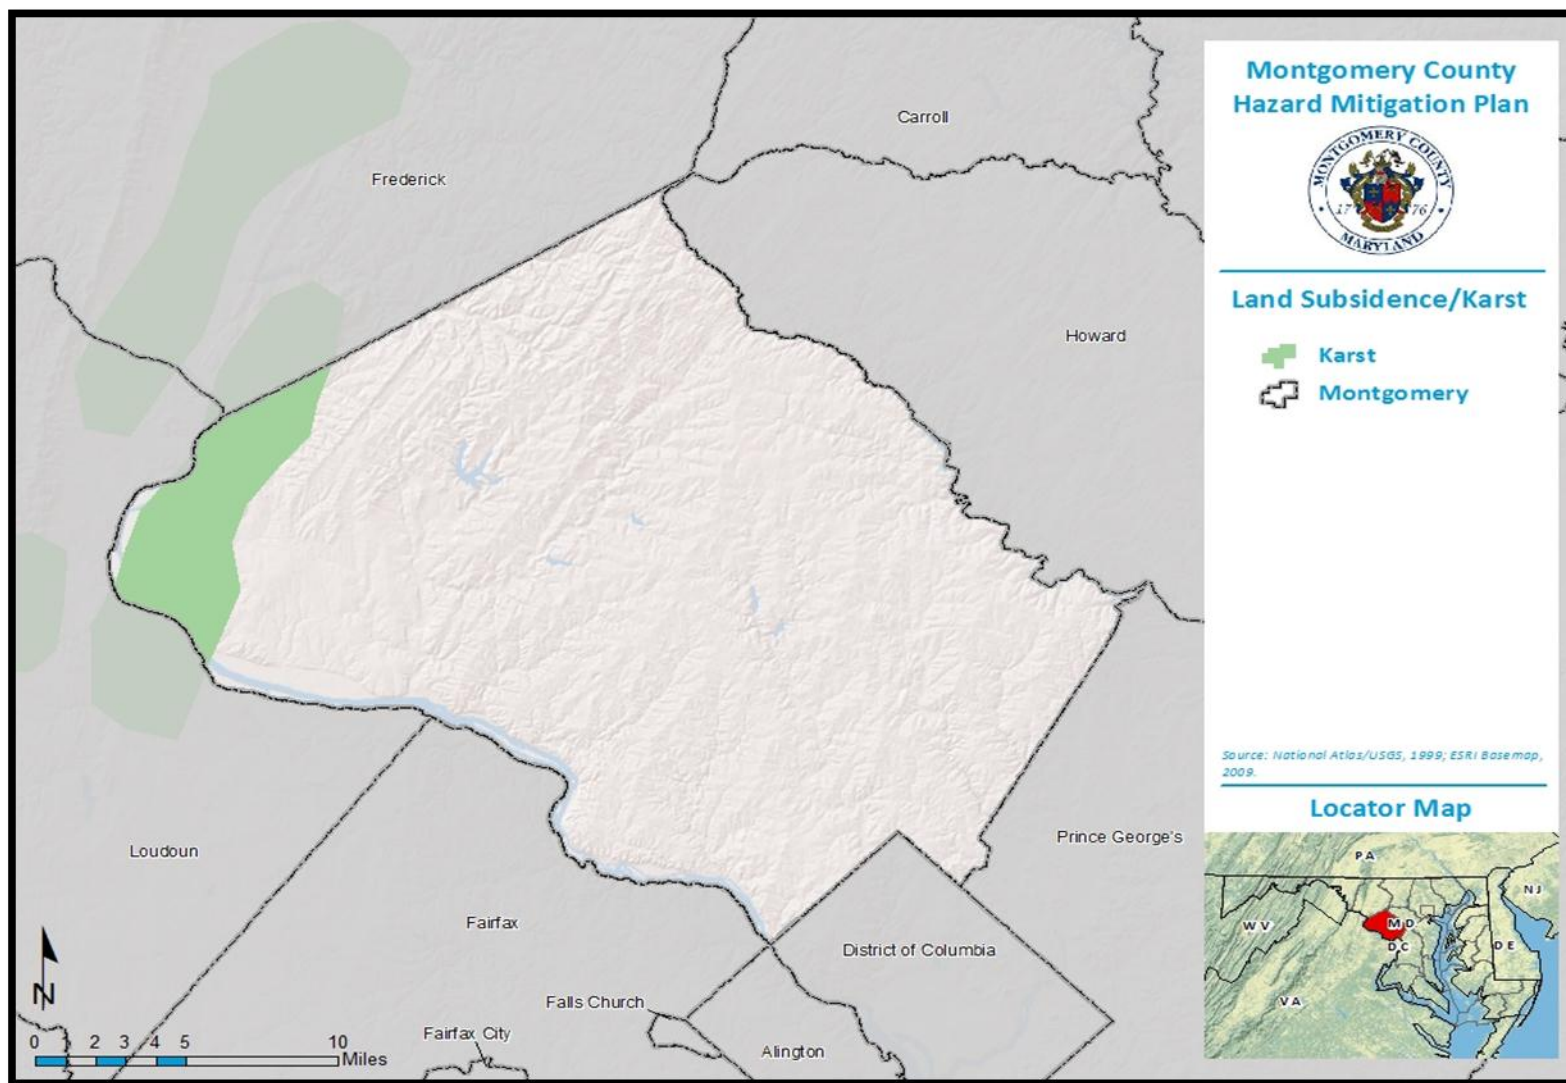 Montgomery County
Hazard Mitigation Plan
MONTGOMERY COUNTY
17 76
MARYLAND
Land Subsidence/Karst
Karst
Montgomery
Source: National Atlas/USGS, 1999; ESRI Basemap,
2009.
Locator Map
PA
NJ
WV
MD
DC
DE
VA
Carroll
Frederick
Howard
Prince George's
Loudoun
Fairfax
District of Columbia
Falls Church
Fairfax City
Alington
N
0 2 3 4 5 10
Miles